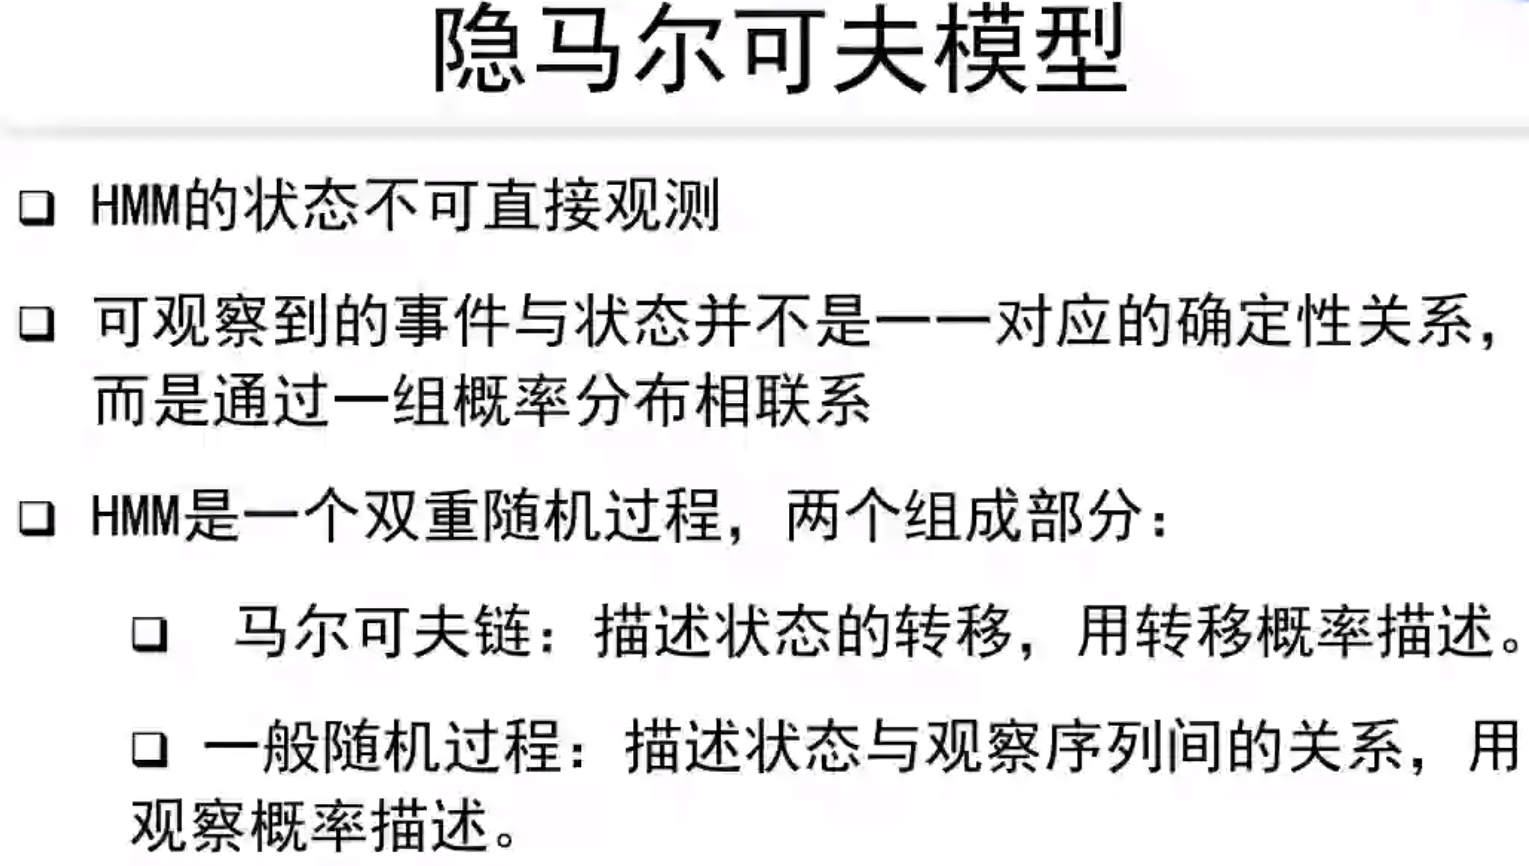 隐马尔可夫模型
❑ HMM的状态不可直接观测
❑ 可观察到的事件与状态并不是一一对应的确定性关系,
而是通过一组概率分布相联系
❑ HMM是一个双重随机过程, 两个组成部分:
❑ 马尔可夫链: 描述状态的转移, 用转移概率描述。
❑ 一般随机过程: 描述状态与观察序列间的关系, 用
观察概率描述。